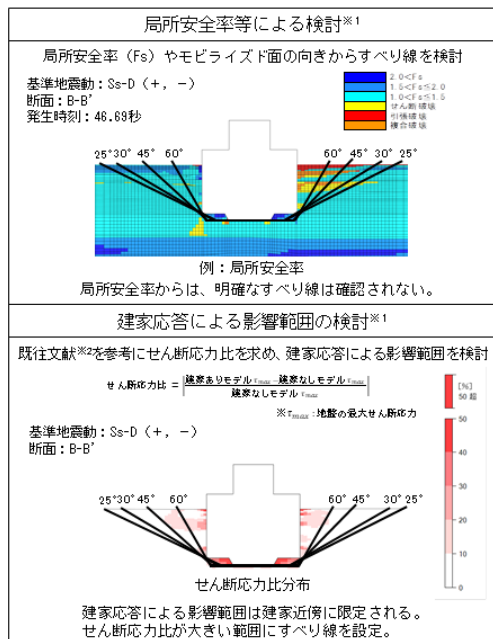 局所安全率等による検討※1
局所安全率（Fs）やモビライズド面の向きからすべり線を検討
基準地震動：Ss-D（+，-）
断面：B-B’
発生時刻：46.69秒
2.0<Fs
1.5<Fs≦2.0
1.0<Fs≦1.5
せん断破壊
引張破壊
複合破壊
25°30° 45° 60°
60° 45° 30° 25°
例：局所安全率
局所安全率からは、明確なすべり線は確認されない。
建家応答による影響範囲の検討※1
既往文献※2を参考にせん断応力比を求め、建家応答による影響範囲を検討
せん断応力比 = |建家ありモデル τmax - 建家なしモデル τmax / 建家なしモデル τmax|
※τmax：地盤の最大せん断応力
[%]
50 超
50
40
30
20
10
0
基準地震動：Ss-D（+，-）
断面：B-B’
25°30° 45° 60°
60° 45° 30° 25°
せん断応力比分布
建家応答による影響範囲は建家近傍に限定される。
せん断応力比が大きい範囲にすべり線を設定。